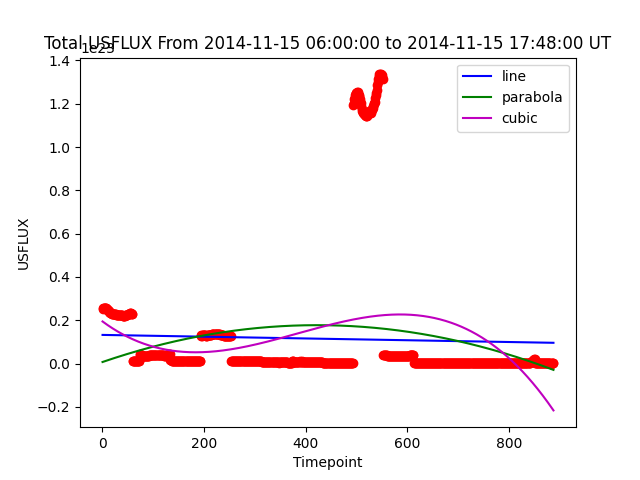 Total USFLUX From 2014-11-15 06:00:00 to 2014-11-15 17:48:00 UT
1e23
1.4
1.2
1.0
0.8
0.6
0.4
0.2
0.0
−0.2
USFLUX
line
parabola
cubic
0 200 400 600 800
Timepoint